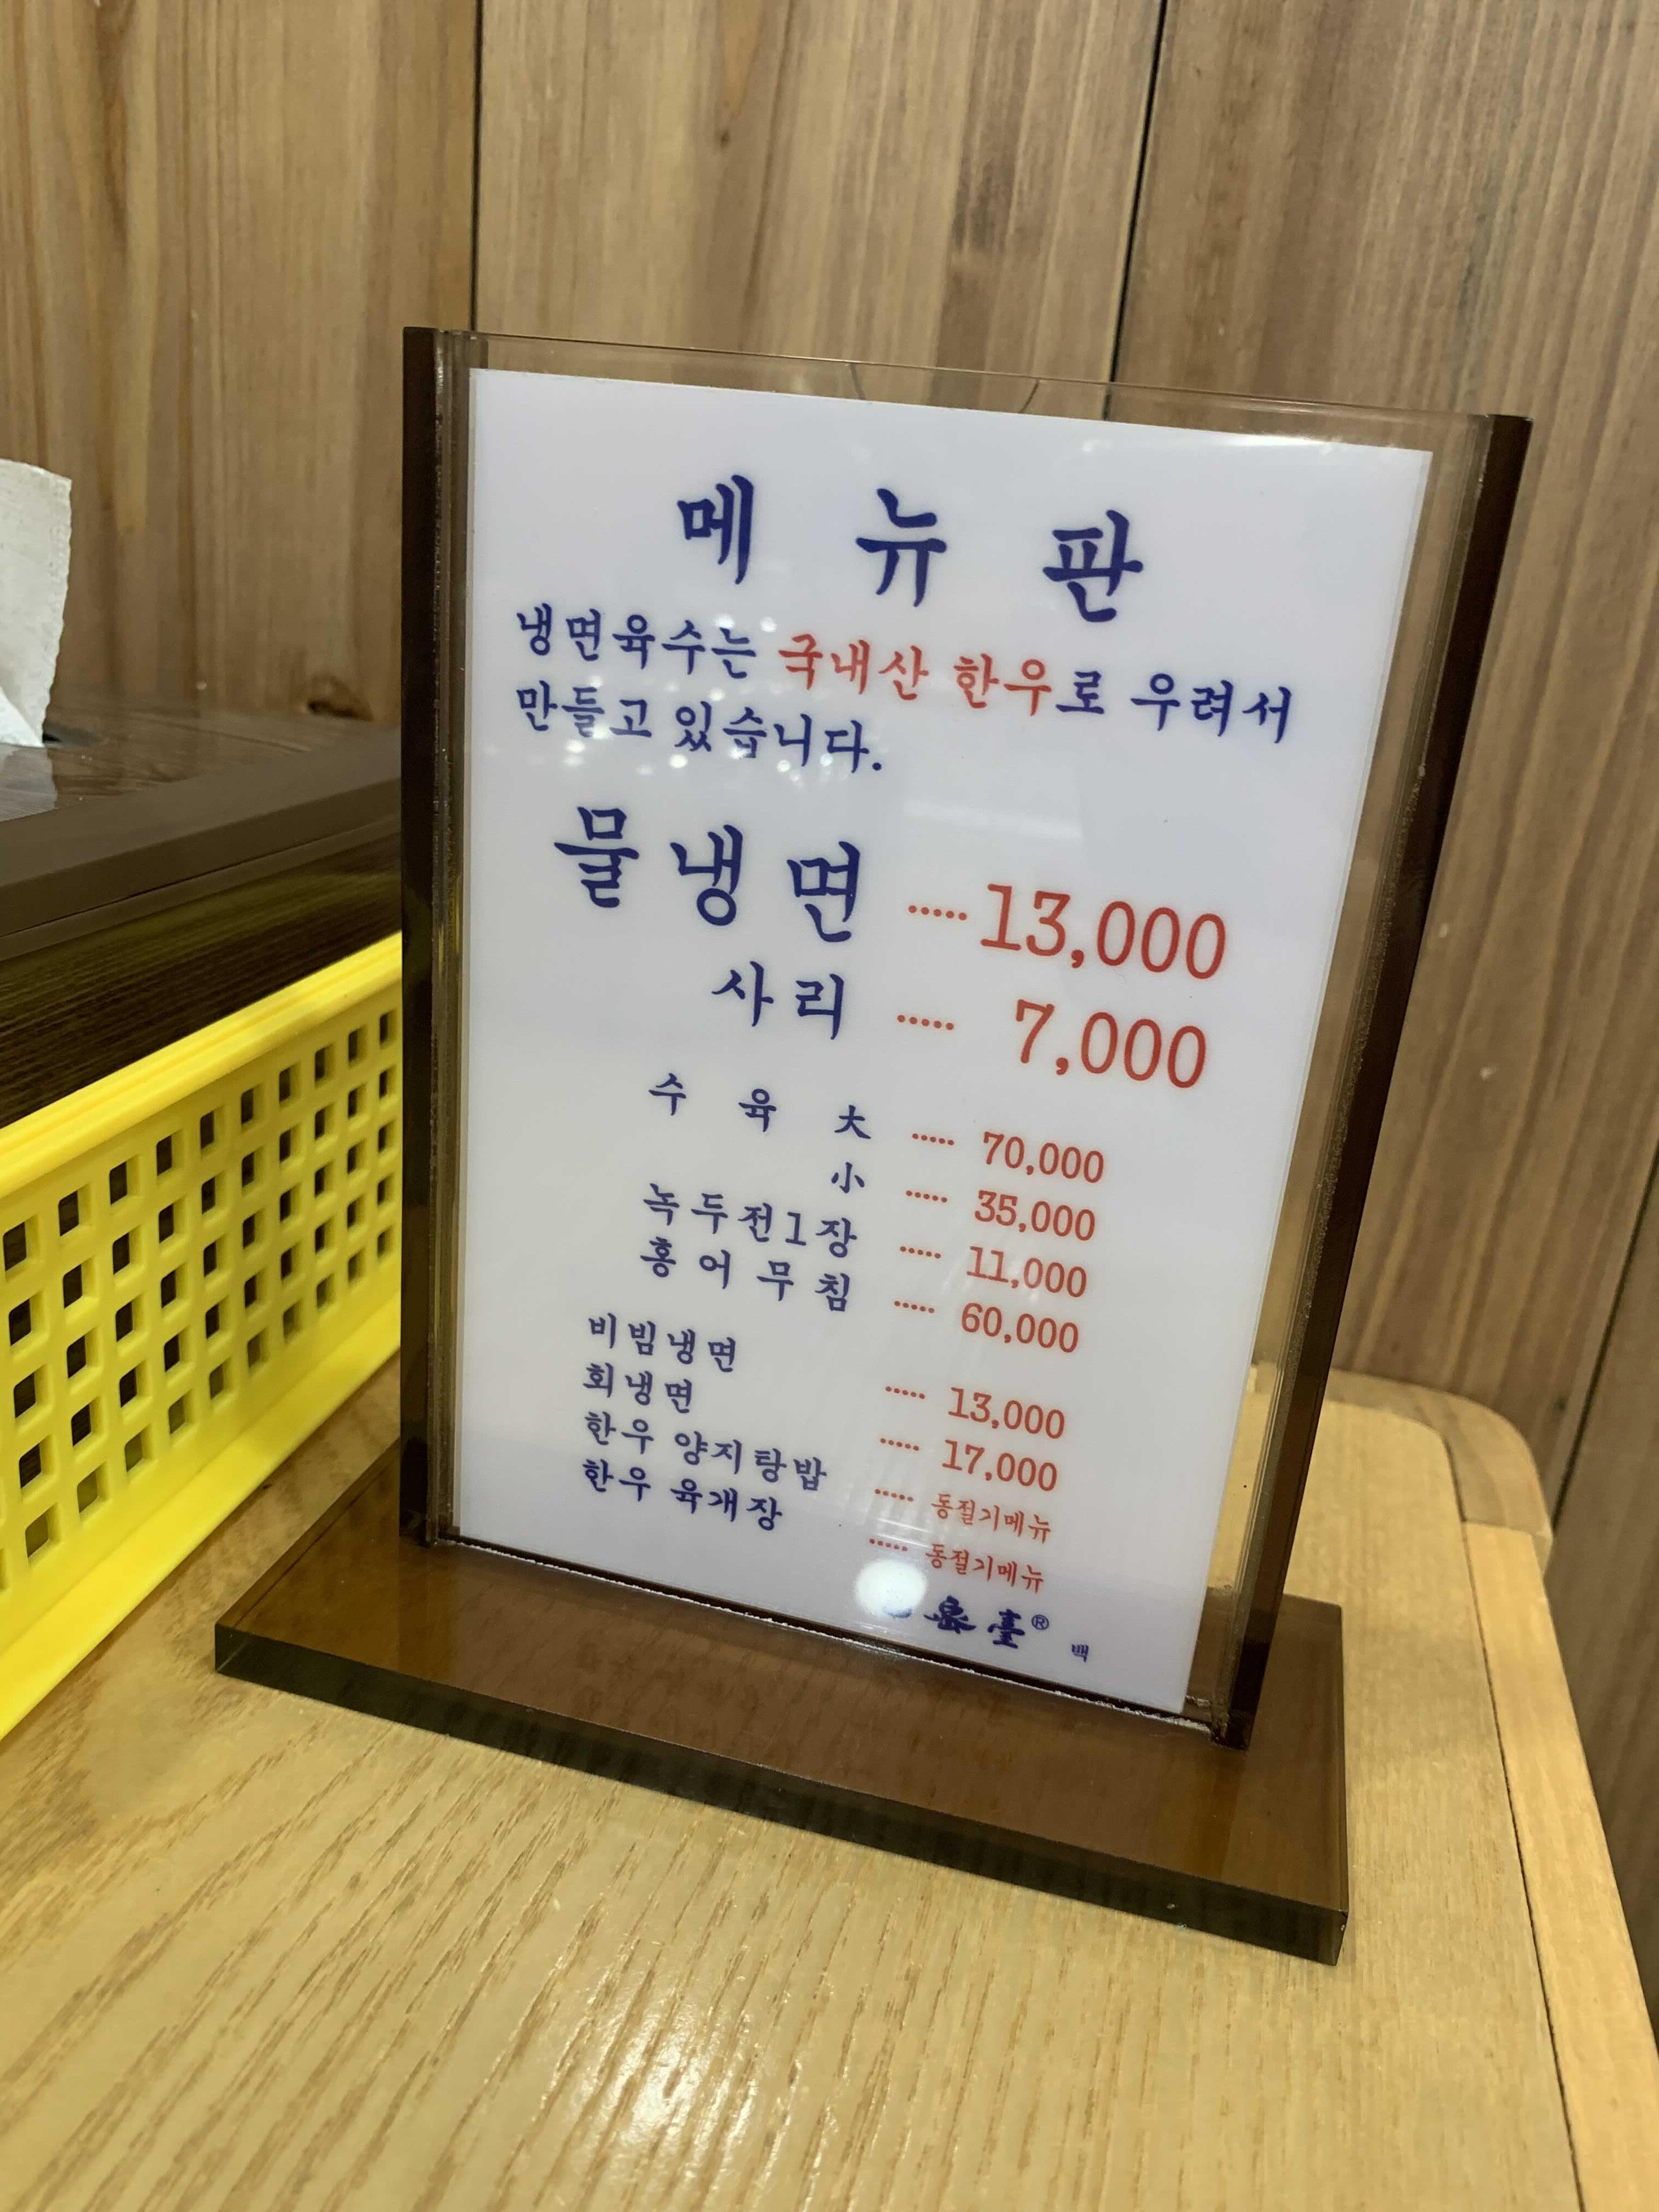 메뉴판
냉면육수는 국내산 한우로 우려서
만들고 있습니다.
물냉면 ..... 13,000
사리 ..... 7,000
수육 大 ..... 70,000
小 ..... 35,000
녹두전1장 ..... 11,000
홍어무침 ..... 60,000
비빔냉면 ..... 13,000
회냉면 ..... 17,000
한우 양지탕밥 ..... 동절기메뉴
한우 육개장 ..... 동절기메뉴
臺®
백